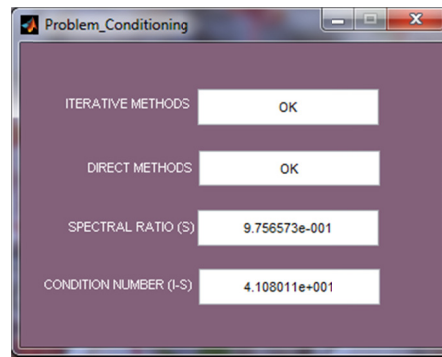 Problem_Conditioning
ITERATIVE METHODS OK
DIRECT METHODS OK
SPECTRAL RATIO (S) 9.756573e-001
CONDITION NUMBER (I-S) 4.108011e+001